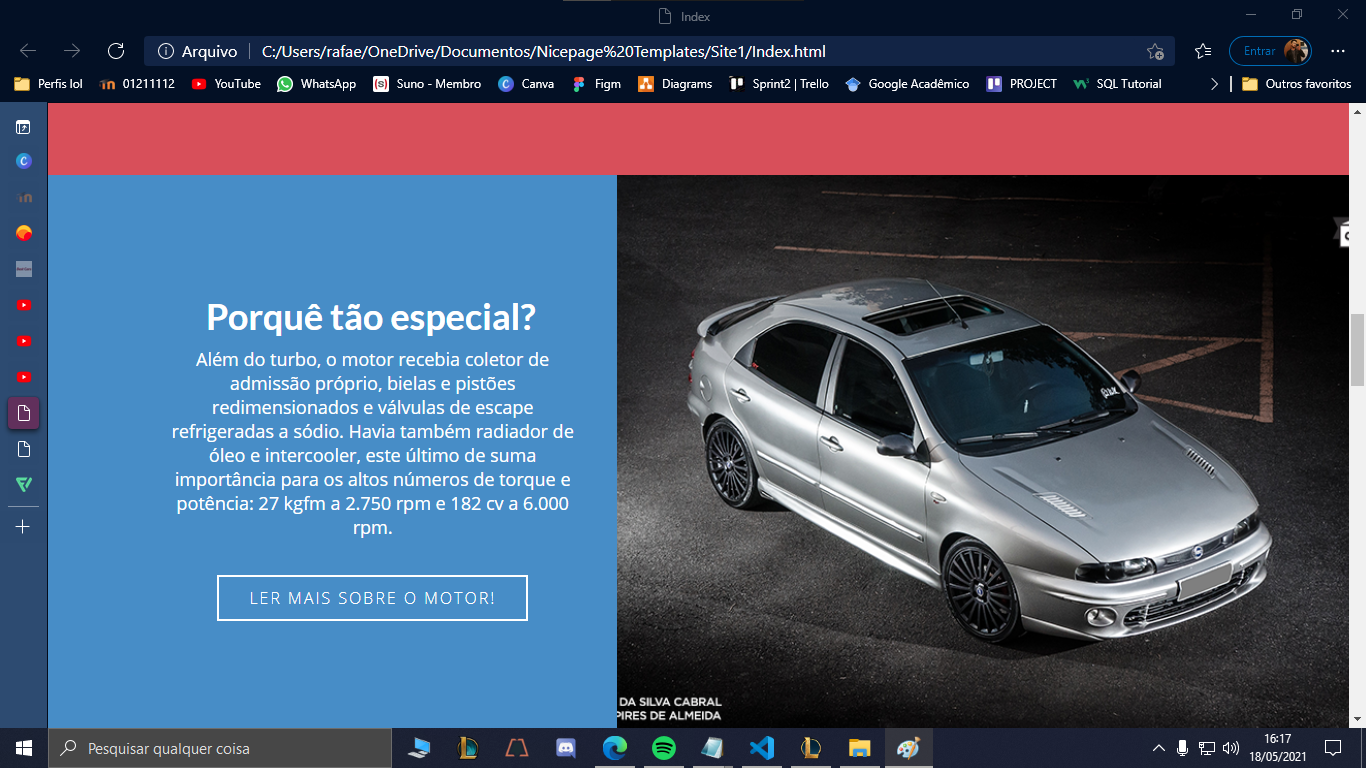 Index
Arquivo
C:/Users/rafae/OneDrive/Documentos/Nicepage%20Templates/Site1/Index.html
Entrar
Perfis lol
01211112
YouTube
WhatsApp
Suno - Membro
Canva
Figm
Diagrams
Sprint2 | Trello
Google Acadêmico
PROJECT
SQL Tutorial
Outros favoritos
Porquê tão especial?
Além do turbo, o motor recebia coletor de
admissão próprio, bielas e pistões
redimensionados e válvulas de escape
refrigeradas a sódio. Havia também radiador de
óleo e intercooler, este último de suma
importância para os altos números de torque e
potência: 27 kgfm a 2.750 rpm e 182 cv a 6.000
rpm.
LER MAIS SOBRE O MOTOR!
DA SILVA CABRAL
PIRES DE ALMEIDA
Pesquisar qualquer coisa
16:17
18/05/2021